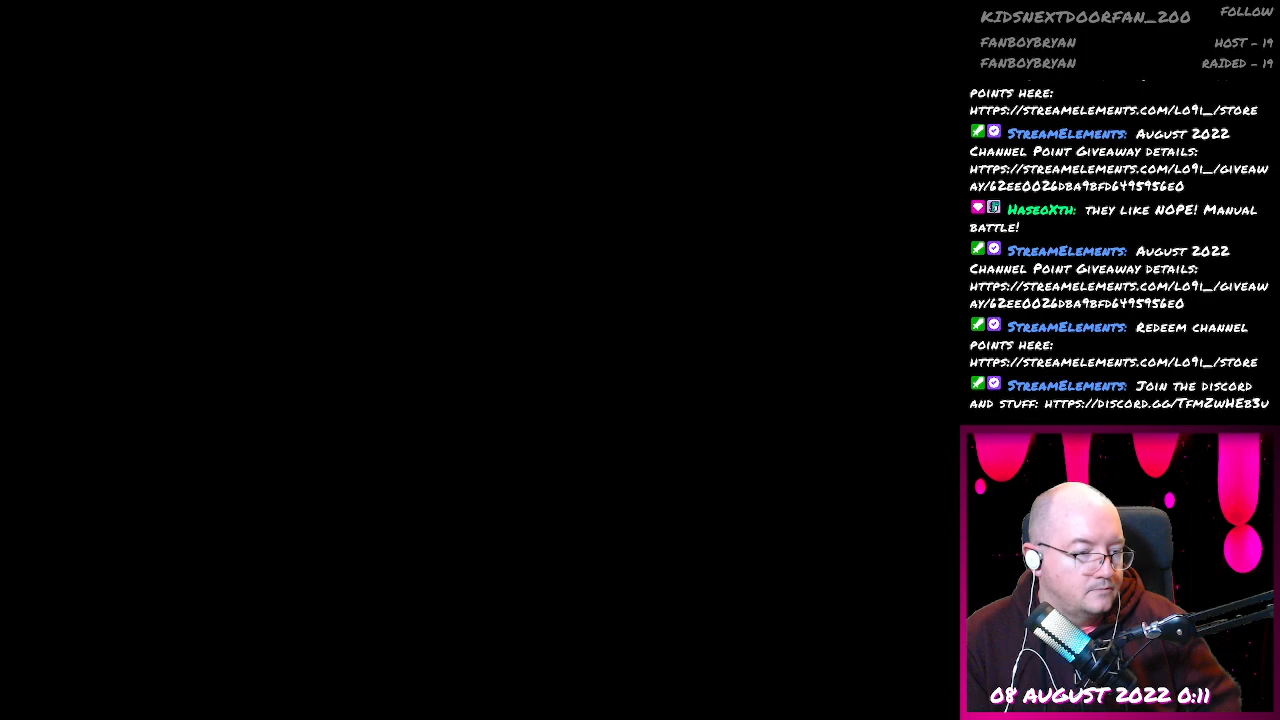 KIDSNEXTDOORFAN_200 FOLLOW
FANBOYBRYAN HOST - 19
FANBOYBRYAN RAIDED - 19
POINTS HERE:
HTTPS://STREAMELEMENTS.COM/LO9I_/STORE
STREAMELEMENTS: AUGUST 2022
CHANNEL POINT GIVEAWAY DETAILS:
HTTPS://STREAMELEMENTS.COM/LO9I_/GIVEAW
AY/62EE0026DBA9BFD6495956E0
HASEOXTH: THEY LIKE NOPE! MANUAL
BATTLE!
STREAMELEMENTS: AUGUST 2022
CHANNEL POINT GIVEAWAY DETAILS:
HTTPS://STREAMELEMENTS.COM/LO9I_/GIVEAW
AY/62EE0026DBA9BFD6495956E0
STREAMELEMENTS: REDEEM CHANNEL
POINTS HERE:
HTTPS://STREAMELEMENTS.COM/LO9I_/STORE
STREAMELEMENTS: JOIN THE DISCORD
AND STUFF: HTTPS://DISCORD.GG/TFMZWHEB3U
08 AUGUST 2022 0:11